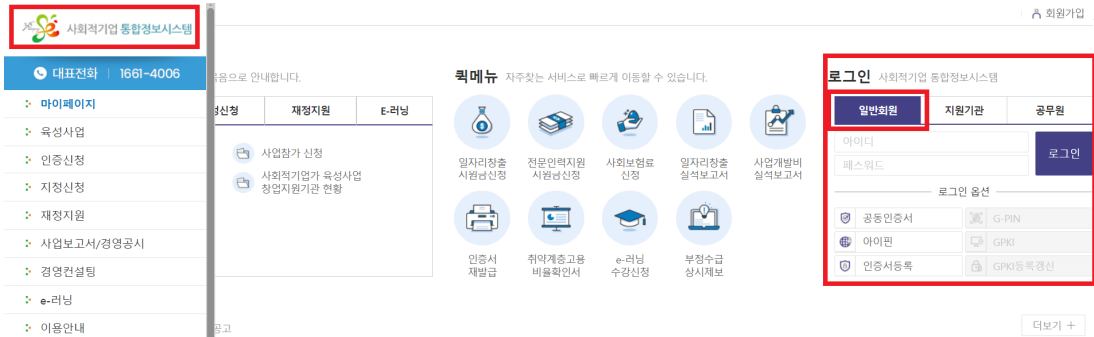 사회적기업 통합정보시스템
회원가입
대표전화 | 1661-4006
마이페이지
육성사업
인증신청
지정신청
재정지원
사업보고서/경영공시
경영컨설팅
e-러닝
이용안내
음으로 안내합니다.
신청
재정지원
E-러닝
사업참가 신청
사회적기업가 육성사업
창업지원기관 현황
공고
퀵메뉴 자주찾는 서비스로 빠르게 이동할 수 있습니다.
일자리창출
지원금신청
전문인력지원
지원금신청
사회보험료
신청
일자리창출
실적보고서
사업개발비
실적보고서
인증서
재발급
취약계층고용
비율확인서
e-러닝
수강신청
부정수급
상시제보
로그인 사회적기업 통합정보시스템
일반회원
지원기관
공무원
아이디
패스워드
로그인
로그인 옵션
공동인증서
G-PIN
아이핀
GPKI
인증서등록
GPKI등록갱신
더보기 +